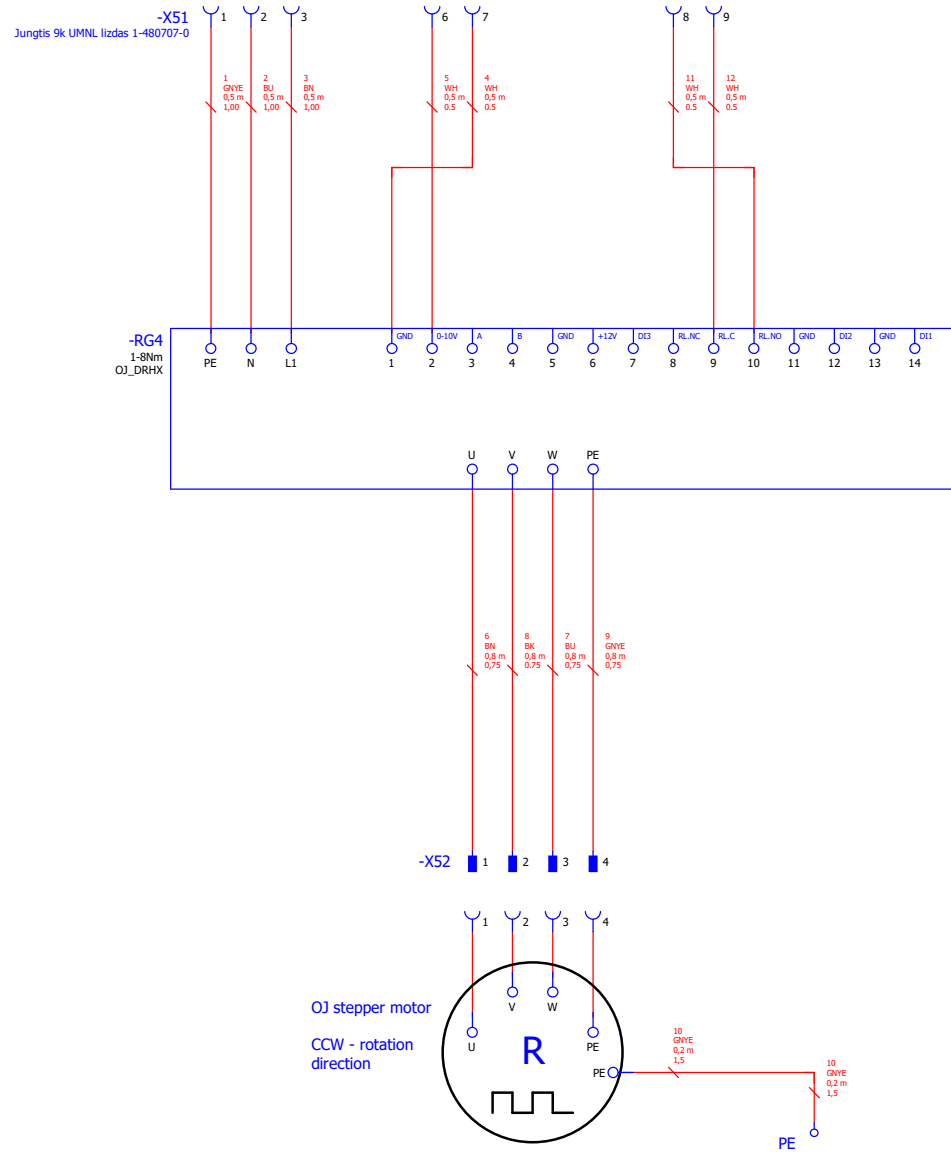 -X51
Jungtis 9k UMNL lizdas 1-480707-0
1
2
3
6
7
8
9
1
GNYE
0,5 m
1,00
2
BU
0,5 m
1,00
3
BN
0,5 m
1,00
5
WH
0,5 m
0.5
4
WH
0,5 m
0.5
11
WH
0,5 m
0.5
12
WH
0,5 m
0.5
-RG4
1-8Nm
OJ_DRHX
GND
0-10V
A
B
GND
+12V
DI3
RL.NC
RL.C
RL.NO
GND
DI2
GND
DI1
PE
N
L1
1
2
3
4
5
6
7
8
9
10
11
12
13
14
U
V
W
PE
6
BN
0,8 m
0,75
8
BK
0,8 m
0.75
7
BU
0,8 m
0,75
9
GNYE
0,8 m
0,75
-X52
1
2
3
4
1
2
3
4
OJ stepper motor
CCW - rotation
direction
V
W
U
R
PE
PE
10
GNYE
0,2 m
1,5
10
GNYE
0,2 m
1,5
PE